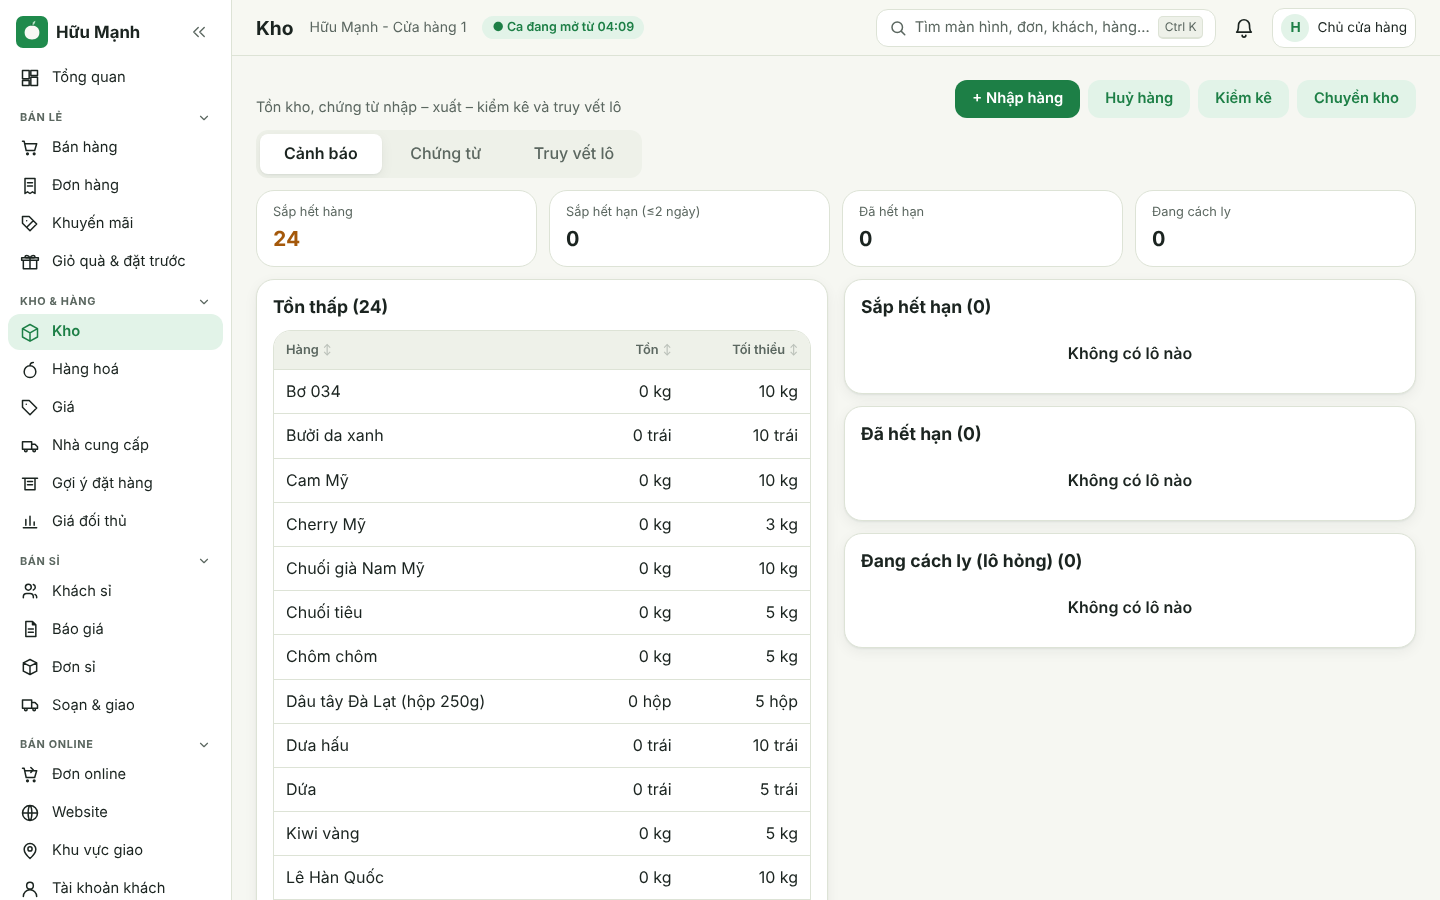 Hữu Mạnh
Tổng quan
BÁN LẺ
Bán hàng
Đơn hàng
Khuyến mãi
Giỏ quà & đặt trước
KHO & HÀNG
Kho
Hàng hoá
Giá
Nhà cung cấp
Gợi ý đặt hàng
Giá đối thủ
BÁN SỈ
Khách sỉ
Báo giá
Đơn sỉ
Soạn & giao
BÁN ONLINE
Đơn online
Website
Khu vực giao
Tài khoản khách
Kho Hữu Mạnh - Cửa hàng 1 Ca đang mở từ 04:09 Tìm màn hình, đơn, khách, hàng... Ctrl K H Chủ cửa hàng
Tồn kho, chứng từ nhập – xuất – kiểm kê và truy vết lô
+ Nhập hàng Huỷ hàng Kiểm kê Chuyển kho
Cảnh báo Chứng từ Truy vết lô
Sắp hết hàng
24
Sắp hết hạn (≤2 ngày)
0
Đã hết hạn
0
Đang cách ly
0
Tồn thấp (24)
Hàng Tồn Tối thiểu
Bơ 034 0 kg 10 kg
Bưởi da xanh 0 trái 10 trái
Cam Mỹ 0 kg 10 kg
Cherry Mỹ 0 kg 3 kg
Chuối già Nam Mỹ 0 kg 10 kg
Chuối tiêu 0 kg 5 kg
Chôm chôm 0 kg 5 kg
Dâu tây Đà Lạt (hộp 250g) 0 hộp 5 hộp
Dưa hấu 0 trái 10 trái
Dứa 0 trái 5 trái
Kiwi vàng 0 kg 5 kg
Lê Hàn Quốc 0 kg 10 kg
Sắp hết hạn (0)
Không có lô nào
Đã hết hạn (0)
Không có lô nào
Đang cách ly (lô hỏng) (0)
Không có lô nào